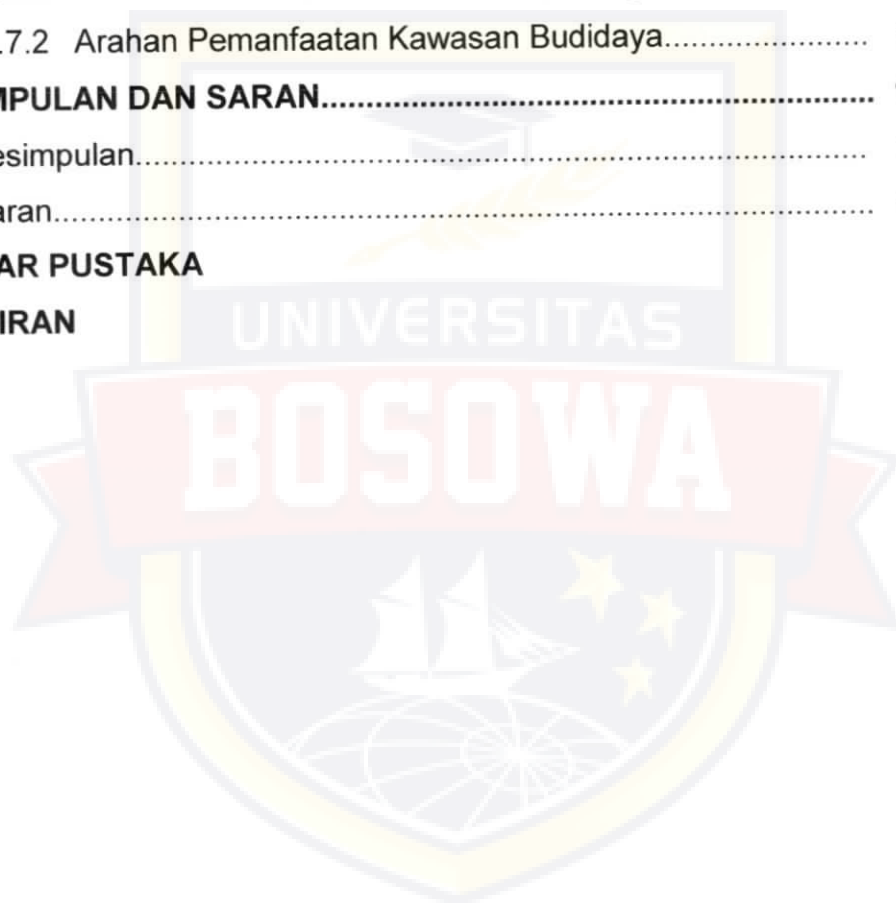 .7.2 Arahan Pemanfaatan Kawasan Budidaya......................
MPULAN DAN SARAN.............................................................
esimpulan.................................................................................
aran...........................................................................................
AR PUSTAKA
IRAN
UNIVERSITAS
BOSOWA